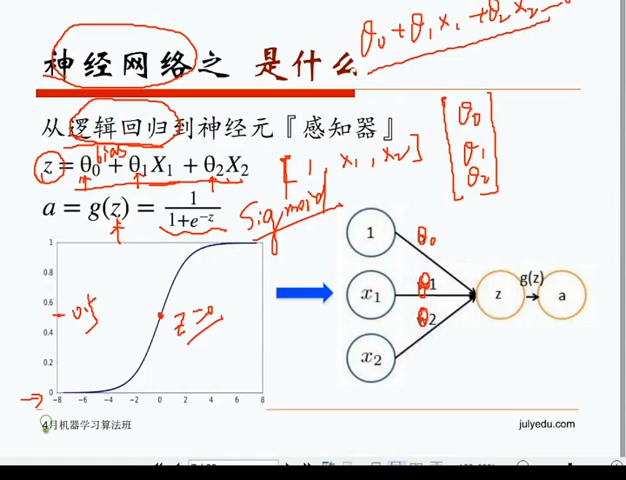 θ₀ + θ₁x₁ + θ₂x₂
神经网络之 是什么
从逻辑回归到神经元『感知器』
bias
z = θ₀ + θ₁X₁ + θ₂X₂
[1, x₁, x₂]
θ₀
θ₁
θ₂
a = g(z) = 1/(1+e⁻ᶻ)
Sigmoid
1
0.8
0.6
0.4
0.2
0
-8 -6 -4 -2 0 2 4 6 8
0.5
z=0
1
x₁
x₂
θ₀
θ1
θ2
z
g(z)
a
4月机器学习算法班
julyedu.com